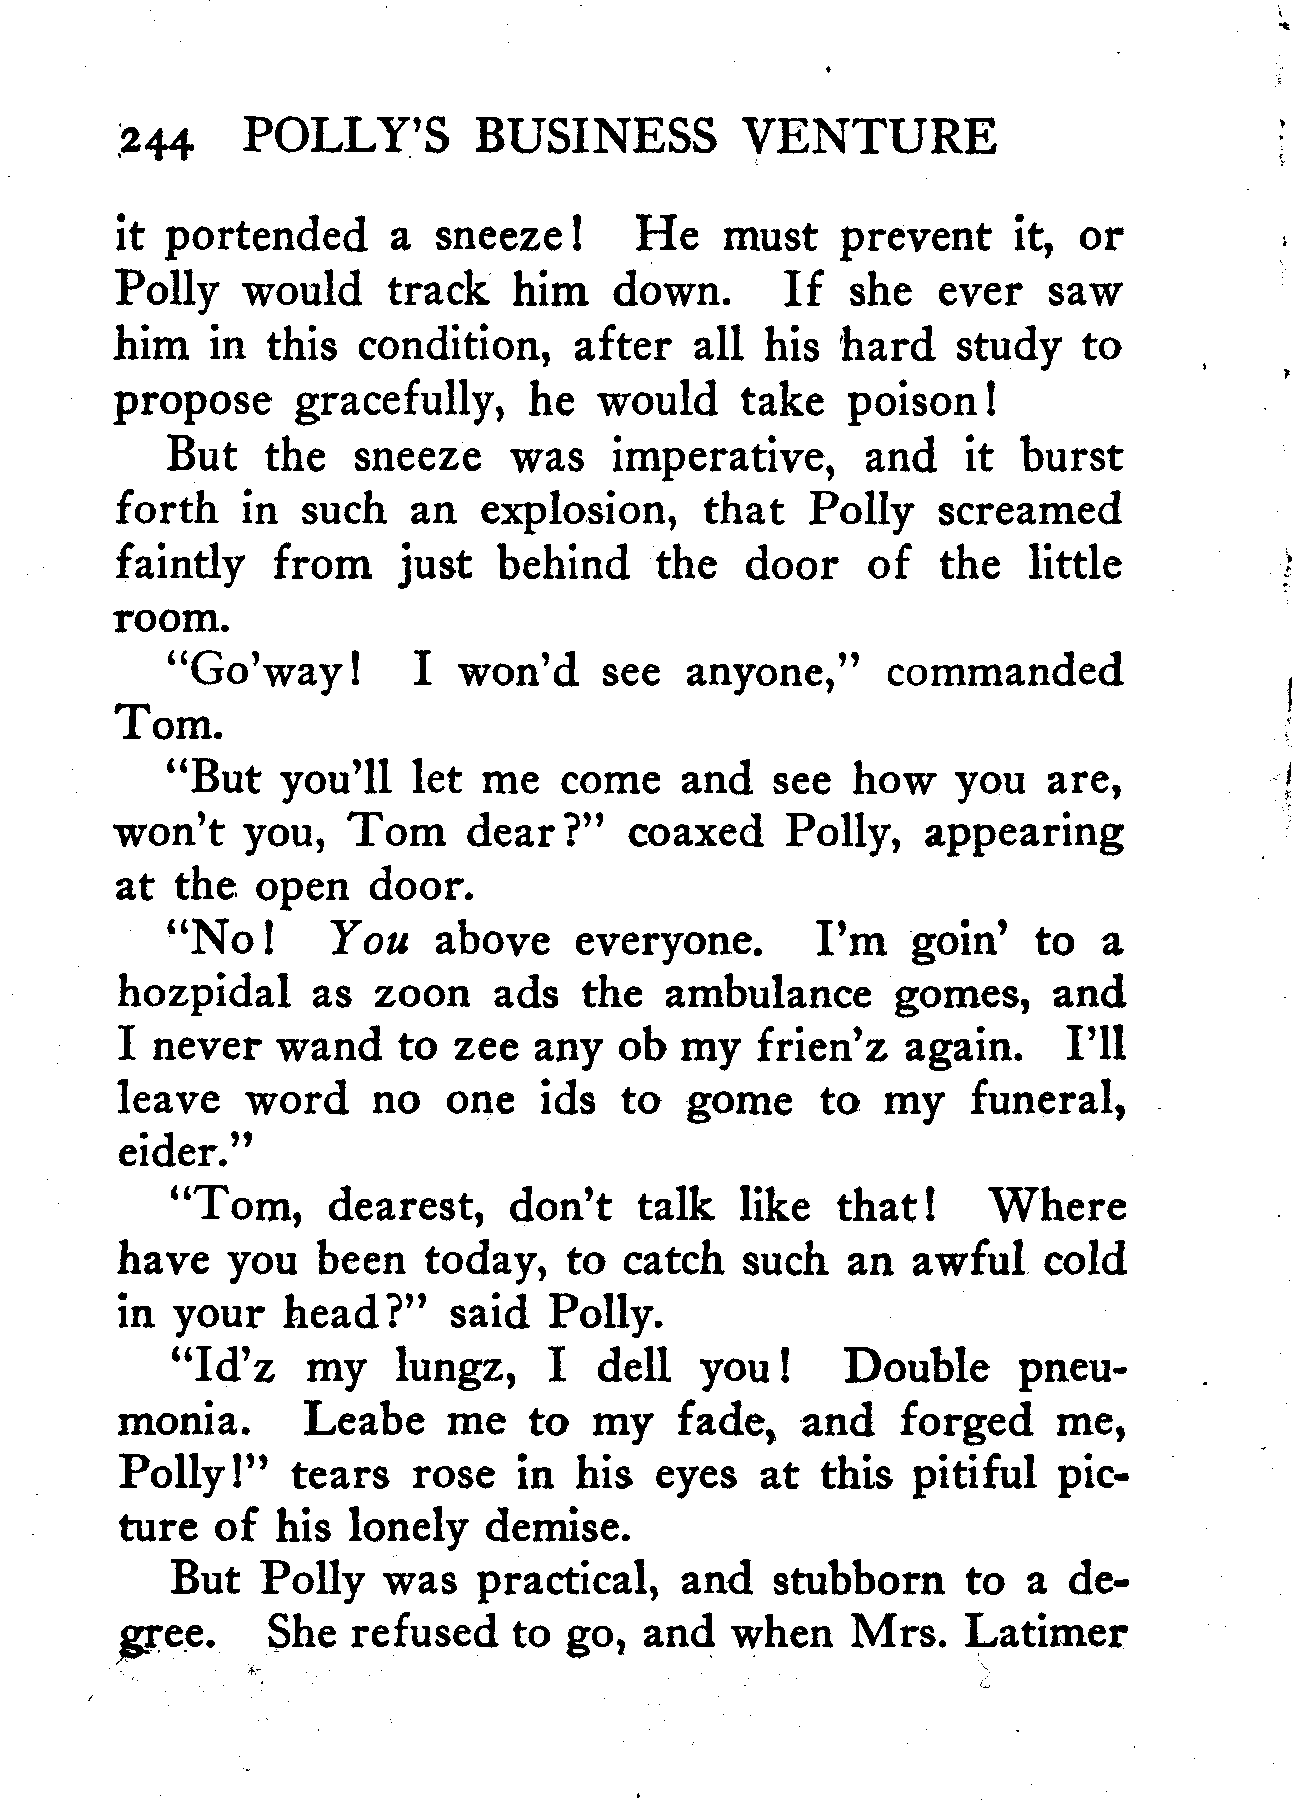 244 POLLY'S BUSINESS VENTURE
it portended a sneeze! He must prevent it, or
Polly would track him down. If she ever saw
him in this condition, after all his hard study to
propose gracefully, he would take poison!
But the sneeze was imperative, and it burst
forth in such an explosion, that Polly screamed
faintly from just behind the door of the little
room.
"Go'way! I won'd see anyone," commanded
Tom.
"But you'll let me come and see how you are,
won't you, Tom dear?" coaxed Polly, appearing
at the open door.
"No! You above everyone. I'm goin' to a
hozpidal as zoon ads the ambulance gomes, and
I never wand to zee any ob my frien'z again. I'll
leave word no one ids to gome to my funeral,
eider."
"Tom, dearest, don't talk like that! Where
have you been today, to catch such an awful cold
in your head?" said Polly.
"Id'z my lungz, I dell you! Double pneu-
monia. Leabe me to my fade, and forged me,
Polly!" tears rose in his eyes at this pitiful pic-
ture of his lonely demise.
But Polly was practical, and stubborn to a de-
gree. She refused to go, and when Mrs. Latimer